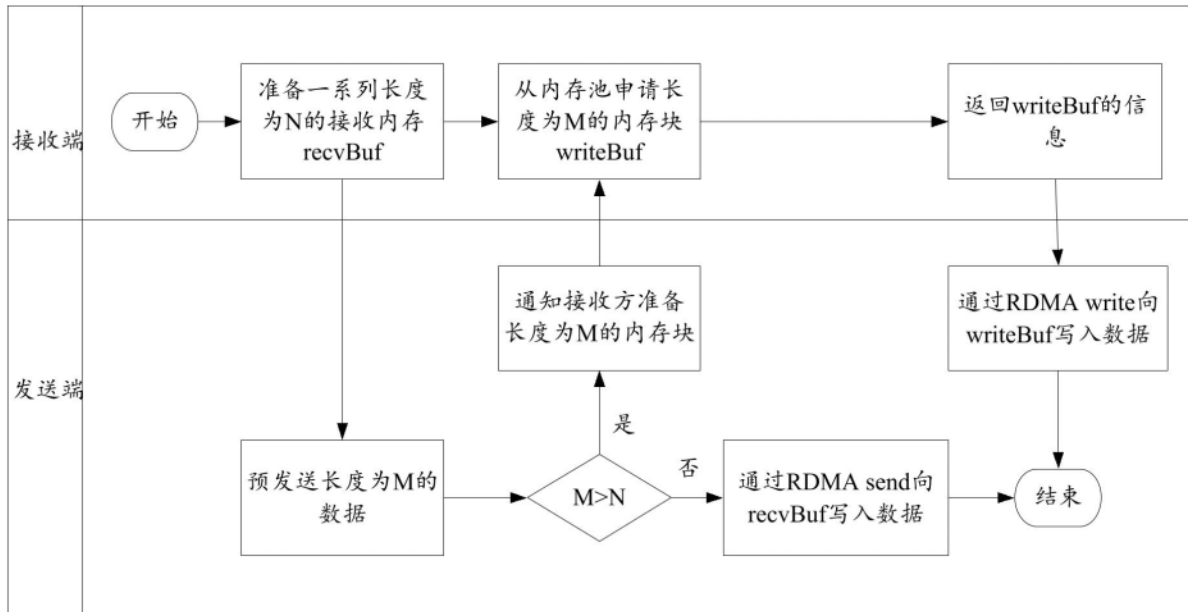 接收端
开始
准备一系列长度
为N的接收内存
recvBuf
从内存池申请长
度为M的内存块
writeBuf
返回writeBuf的信
息
发送端
通知接收方准备
长度为M的内存块
通过RDMA write向
writeBuf写入数据
是
预发送长度为M的
数据
M>N
否
通过RDMA send向
recvBuf写入数据
结束